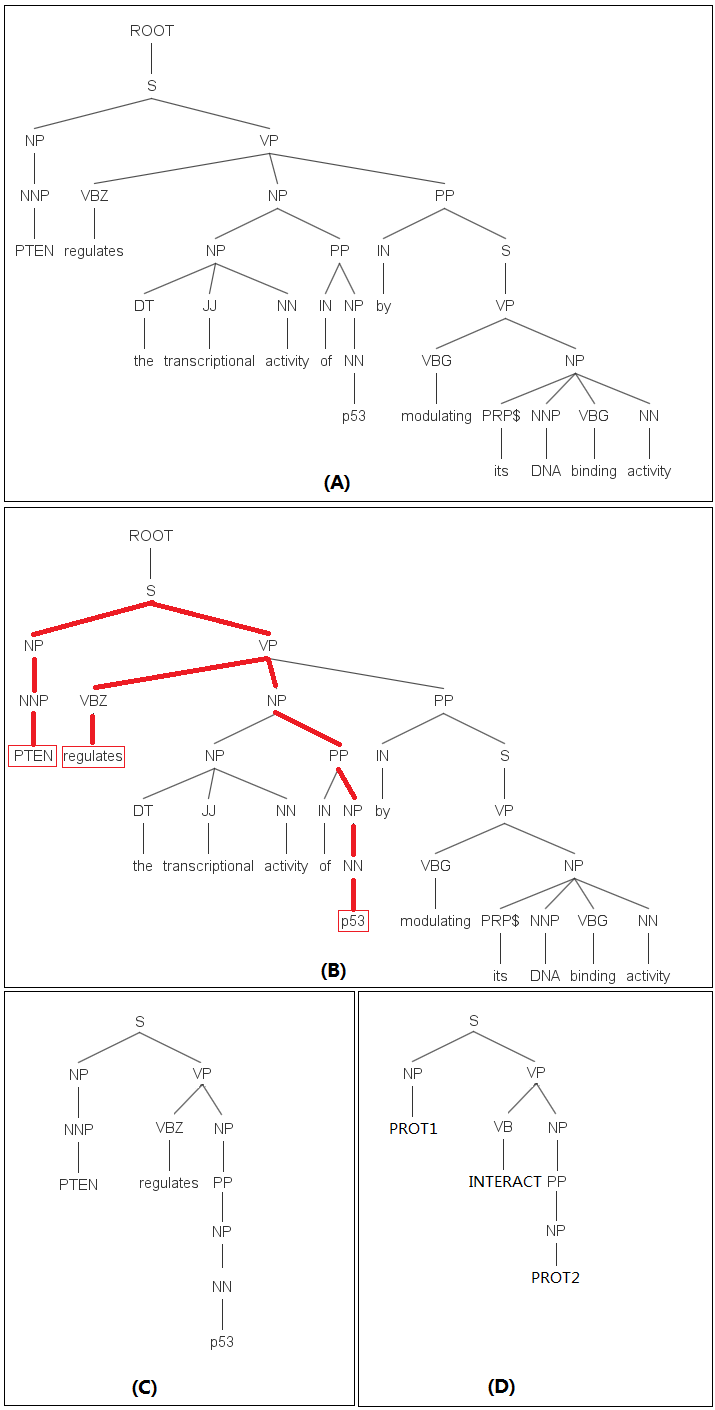 ROOT
S
NP VP
NNP VBZ NP PP
PTEN regulates NP PP IN S
DT JJ NN IN NP by VP
the transcriptional activity of NN VBG NP
p53 modulating PRP$ NNP VBG NN
its DNA binding activity
(A)
ROOT
S
NP VP
NNP VBZ NP PP
PTEN regulates NP PP IN S
DT JJ NN IN NP by VP
the transcriptional activity of NN VBG NP
p53 modulating PRP$ NNP VBG NN
its DNA binding activity
(B)
S
NP VP
NNP VBZ NP
PTEN regulates PP
NP
NN
p53
(C)
S
NP VP
PROT1 VB NP
INTERACT PP
NP
PROT2
(D)